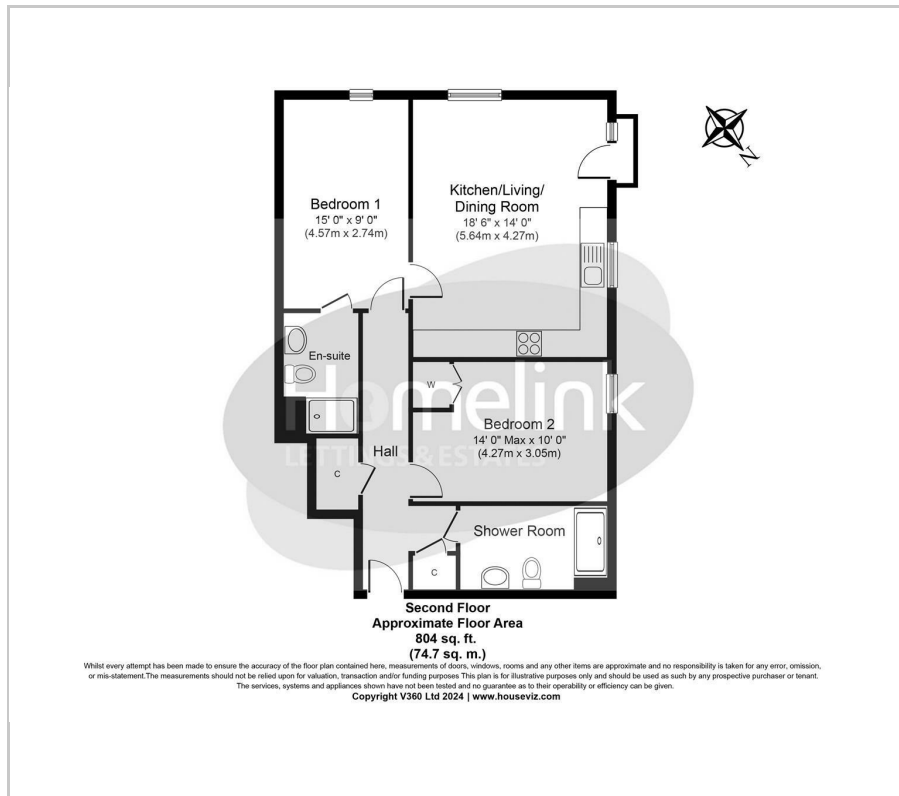 N
Bedroom 1
15' 0" x 9' 0"
(4.57m x 2.74m)
Kitchen/Living/
Dining Room
18' 6" x 14' 0"
(5.64m x 4.27m)
En-suite
W
Homelink
LETTINGS & ESTATES
Bedroom 2
14' 0" Max x 10' 0"
(4.27m x 3.05m)
Hall
C
Shower Room
C
Second Floor
Approximate Floor Area
804 sq. ft.
(74.7 sq. m.)
Whilst every attempt has been made to ensure the accuracy of the floor plan contained here, measurements of doors, windows, rooms and any other items are approximate and no responsibility is taken for any error, omission,
or mis-statement.The measurements should not be relied upon for valuation, transaction and/or funding purposes This plan is for illustrative purposes only and should be used as such by any prospective purchaser or tenant.
The services, systems and appliances shown have not been tested and no guarantee as to their operability or efficiency can be given.
Copyright V360 Ltd 2024 | www.houseviz.com